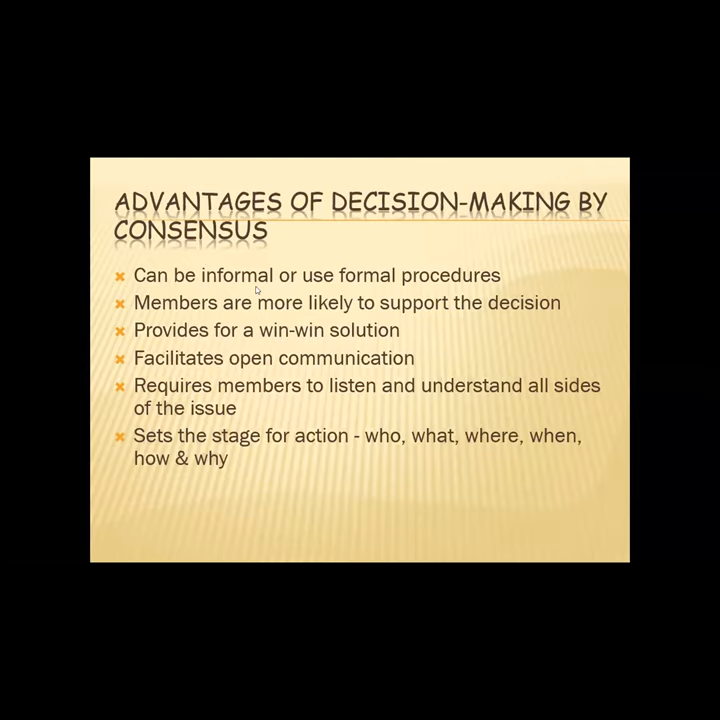 ADVANTAGES OF DECISION-MAKING BY
CONSENSUS
Can be informal or use formal procedures
Members are more likely to support the decision
Provides for a win-win solution
Facilitates open communication
Requires members to listen and understand all sides
of the issue
Sets the stage for action - who, what, where, when,
how & why